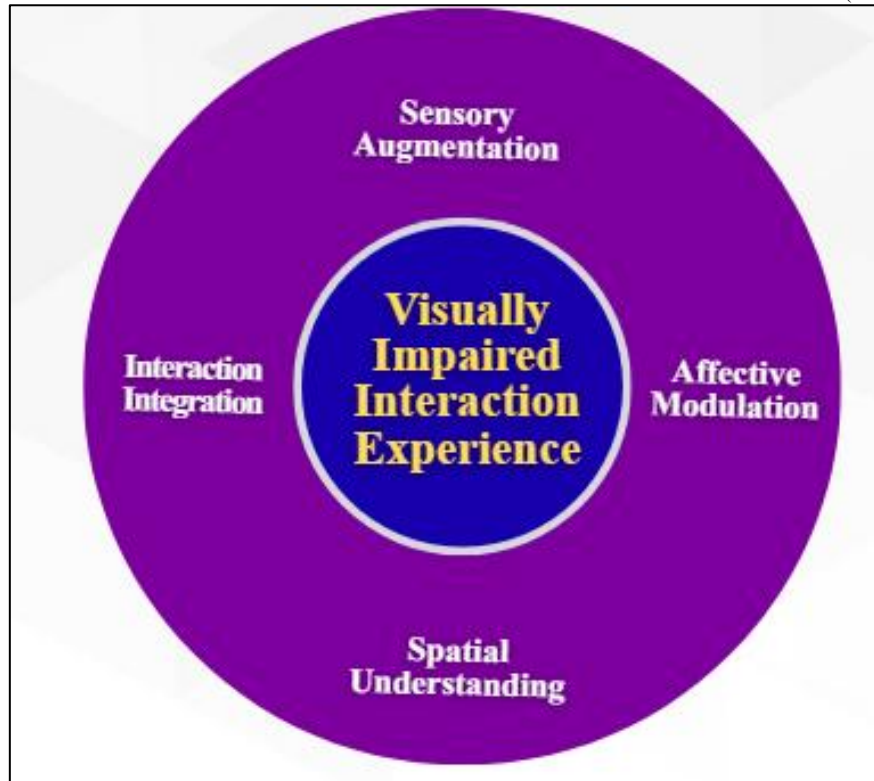 Sensory
Augmentation
Visually
Impaired
Interaction
Experience
Interaction
Integration
Affective
Modulation
Spatial
Understanding